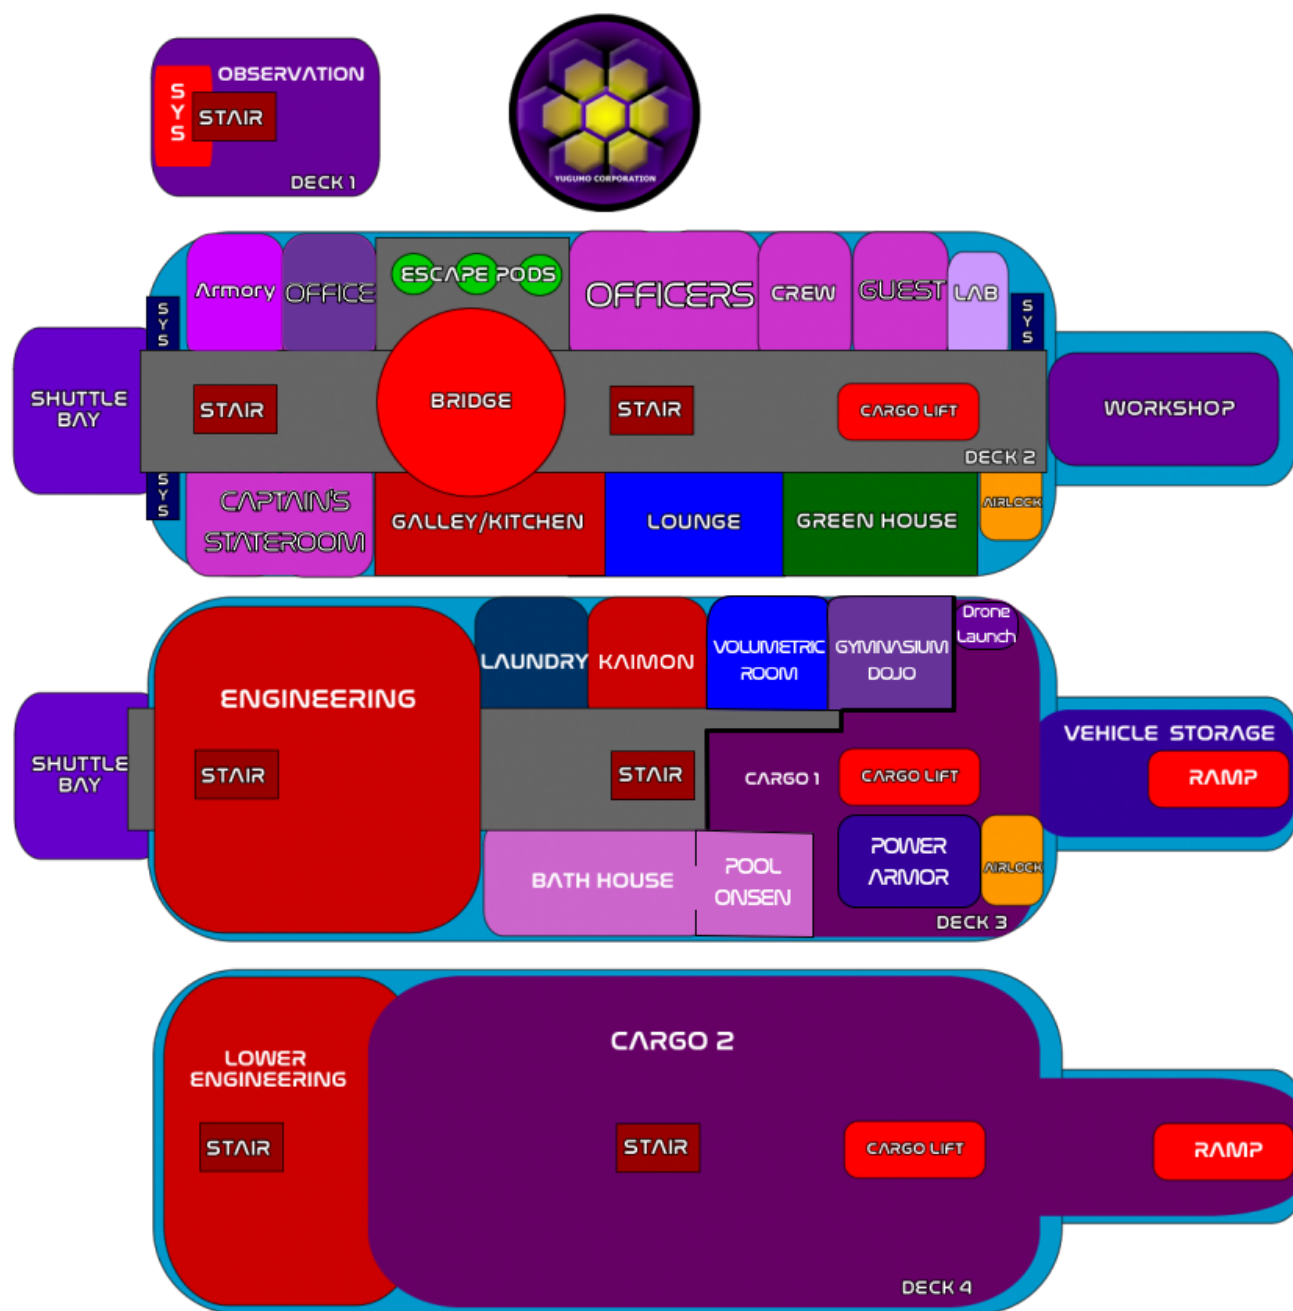 OBSERVATION
SYS
STAIR
DECK 1
YUGUMO CORPORATION
Armory
OFFICE
ESCAPE PODS
OFFICERS
CREW
GUEST
LAB
SYS
SYS
SHUTTLE
BAY
STAIR
BRIDGE
STAIR
CARGO LIFT
WORKSHOP
DECK 2
SYS
CAPTAIN'S
STATEROOM
GALLEY/KITCHEN
LOUNGE
GREEN HOUSE
AIRLOCK
Drone
Launch
LAUNDRY
KAIMON
VOLUMETRIC
ROOM
GYMNASIUM
DOJO
ENGINEERING
VEHICLE STORAGE
SHUTTLE
BAY
STAIR
STAIR
CARGO 1
CARGO LIFT
RAMP
BATH HOUSE
POOL
ONSEN
POWER
ARMOR
AIRLOCK
DECK 3
CARGO 2
LOWER
ENGINEERING
STAIR
STAIR
CARGO LIFT
RAMP
DECK 4